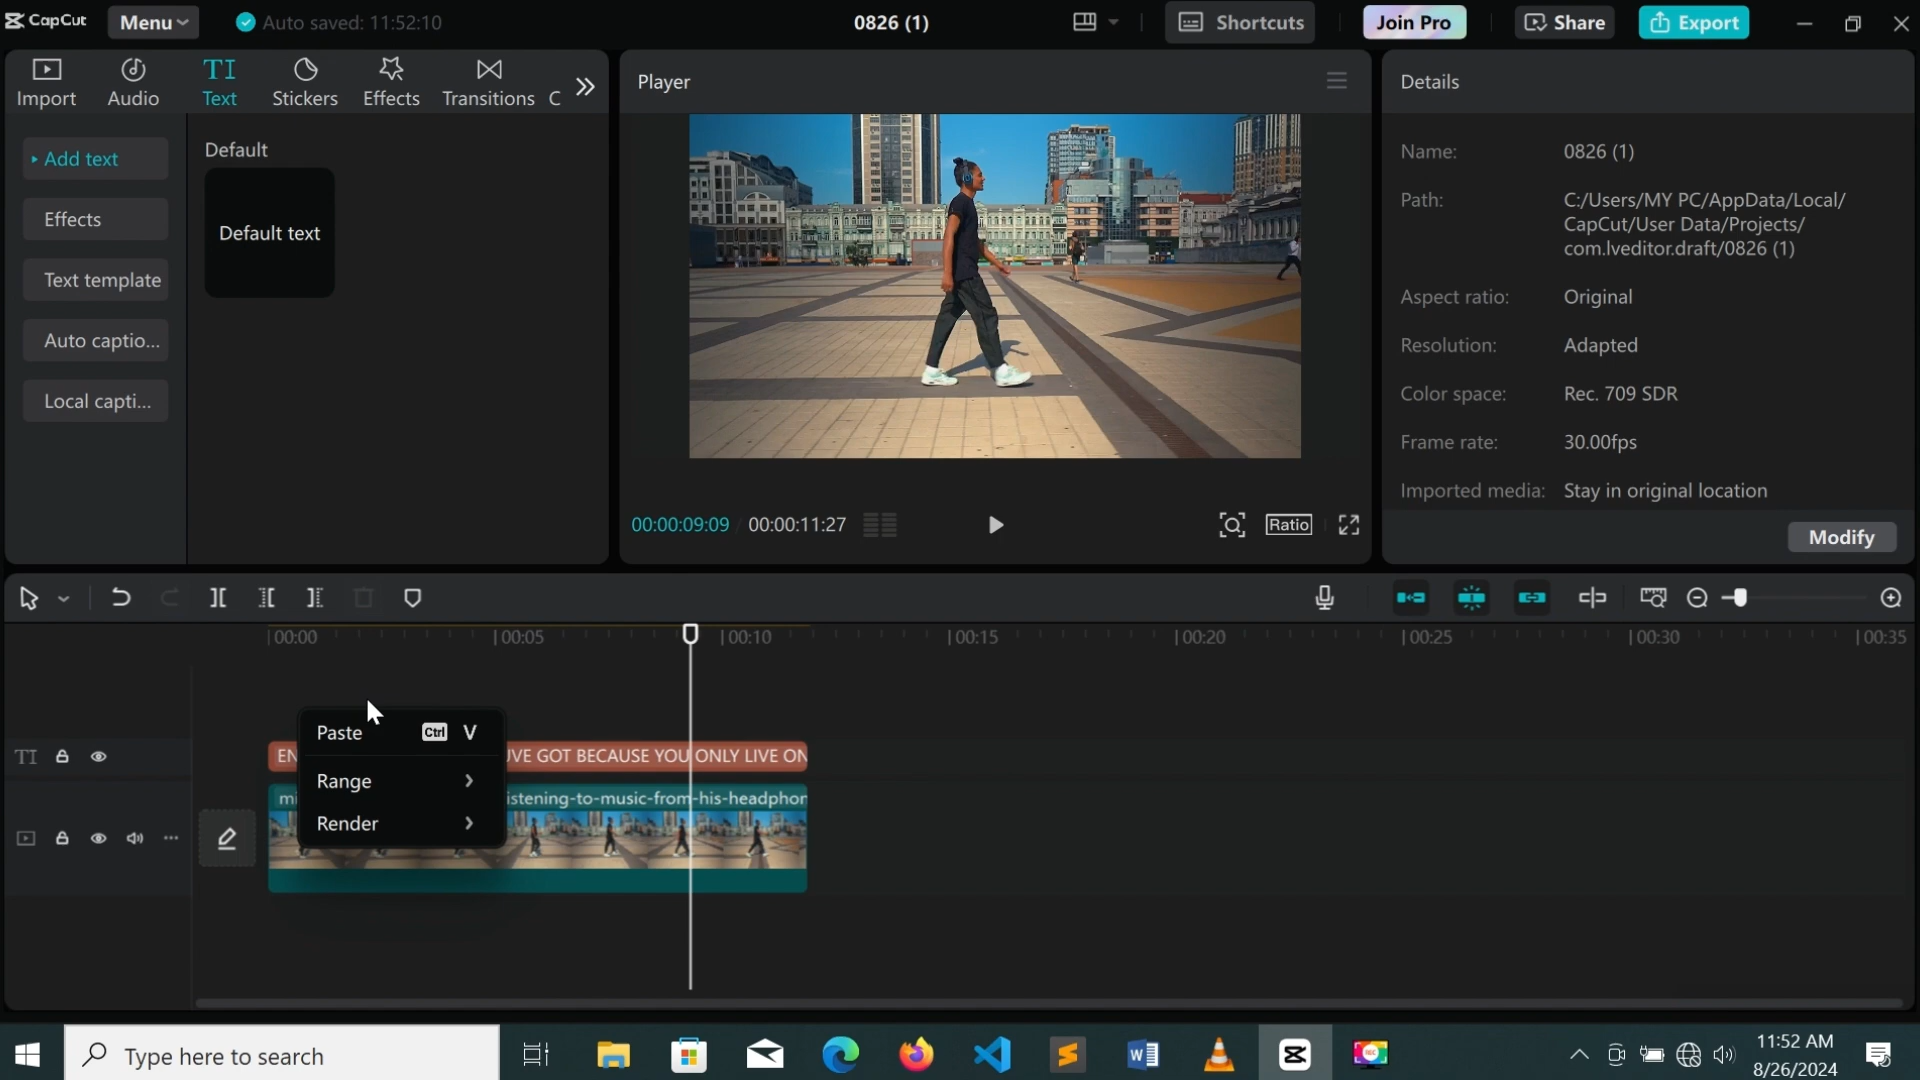 CapCut
Menu
Auto saved: 11:52:10
0826 (1)
Shortcuts
Join Pro
Share
Export
Import
Audio
TI
Text
Stickers
Effects
Transitions
C
Add text
Effects
Text template
Auto captio...
Local capti...
Default
Default text
Player
00:00:09:09
00:00:11:27
Ratio
Details
Name:
0826 (1)
Path:
C:/Users/MY PC/AppData/Local/
CapCut/User Data/Projects/
com.lveditor.draft/0826 (1)
Aspect ratio:
Original
Resolution:
Adapted
Color space:
Rec. 709 SDR
Frame rate:
30.00fps
Imported media:
Stay in original location
Modify
00:00
00:05
00:10
00:15
00:20
00:25
00:30
00:35
Paste
Ctrl V
Range
Render
TI
EN
UVE GOT BECAUSE YOU ONLY LIVE ON
mi
istening-to-music-from-his-headphon
Type here to search
11:52 AM
8/26/2024